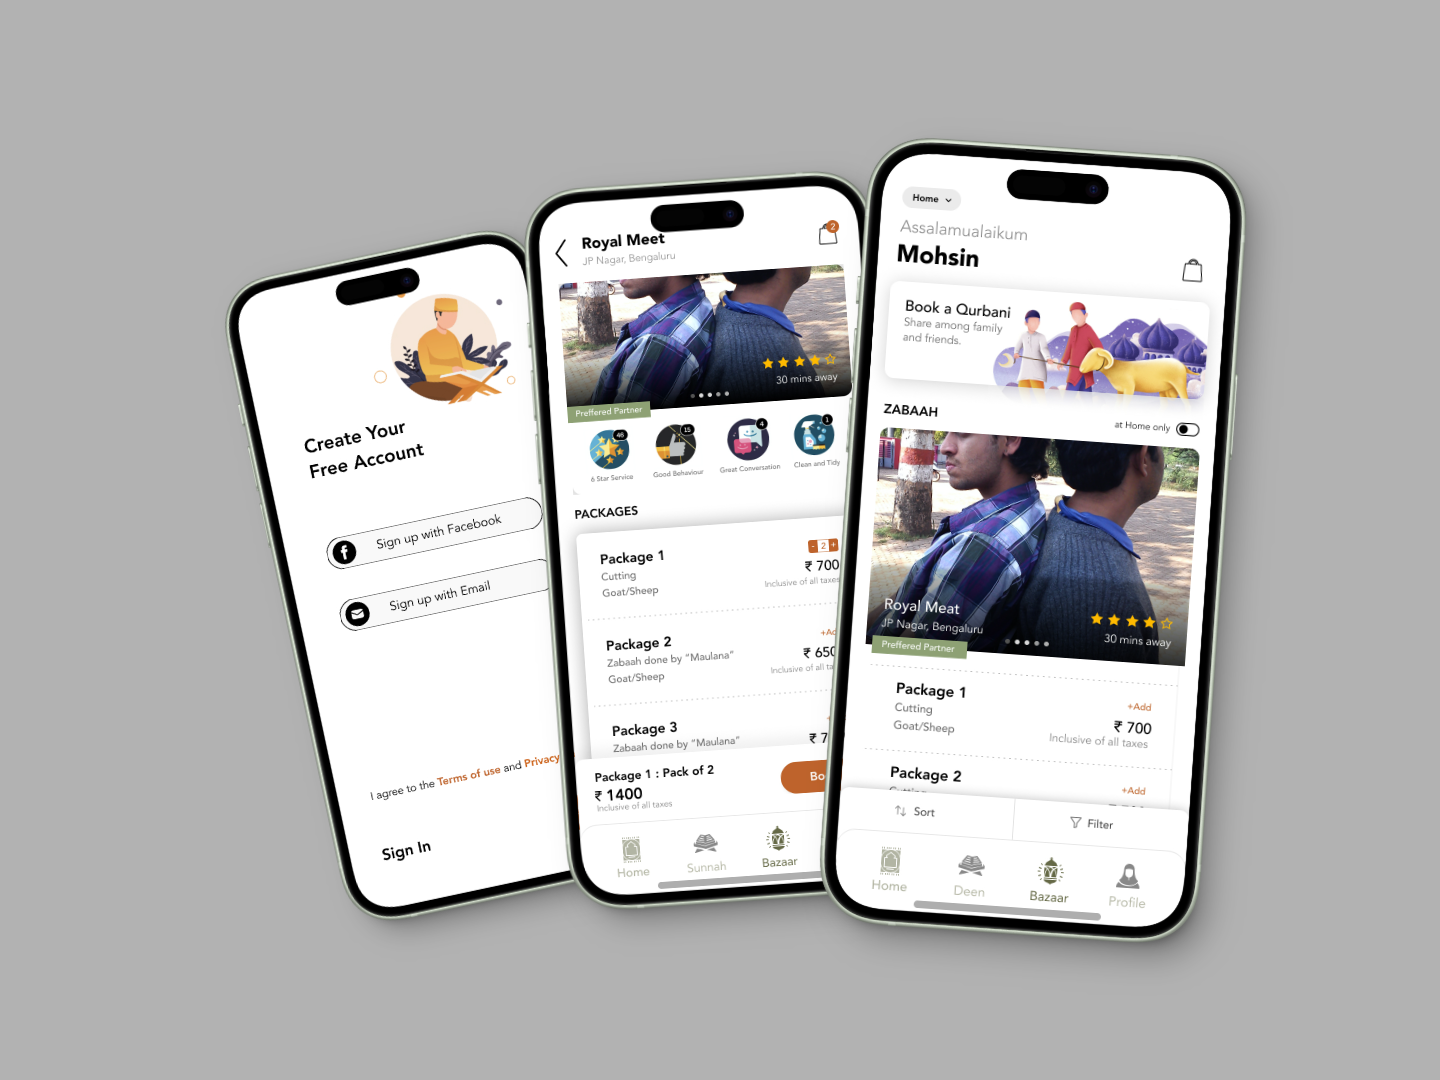 Create Your
Free Account
Sign up with Facebook
Sign up with Email
I agree to the Terms of use and Privacy
Sign In
Royal Meet
JP Nagar, Bengaluru
2
30 mins away
Preffered Partner
46
15
4
1
6 Star Service
Good Behaviour
Great Conversation
Clean and Tidy
PACKAGES
Package 1
- 2 +
Cutting
₹ 700
Goat/Sheep
Inclusive of all taxes
Package 2
Zabaah done by “Maulana”
₹ 650
Goat/Sheep
Inclusive of all
Package 3
Zabaah done by “Maulana”
Package 1 : Pack of 2
₹ 1400
Inclusive of all taxes
Home
Sunnah
Bazaar
Home
Assalamualaikum
Mohsin
Book a Qurbani
Share among family
and friends.
ZABAAH
at Home only
Royal Meat
JP Nagar, Bengaluru
30 mins away
Preffered Partner
Package 1
+Add
Cutting
₹ 700
Goat/Sheep
Inclusive of all taxes
Package 2
+Add
Sort
Filter
Home
Deen
Bazaar
Profile